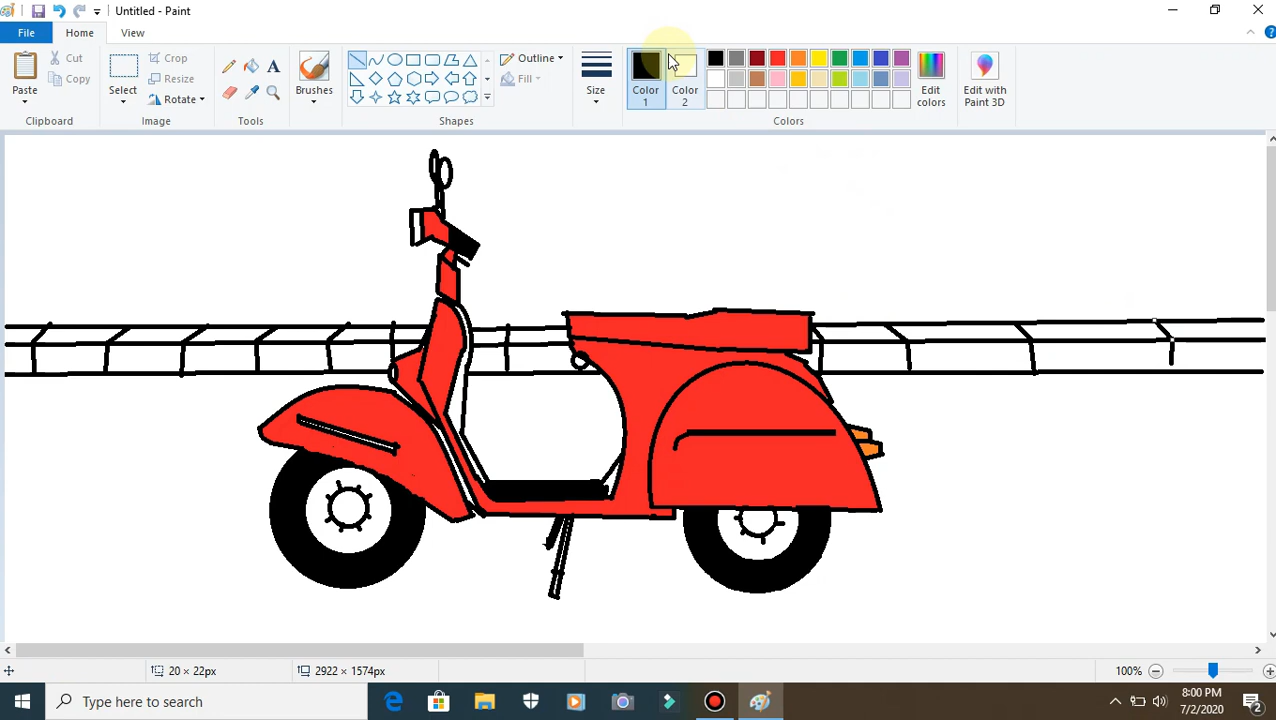 Untitled - Paint
File
Home
View
Paste
Cut
Copy
Clipboard
Select
Crop
Resize
Rotate
Image
A
Tools
Brushes
Outline
Fill
Shapes
Size
Color
1
Color
2
Edit
colors
Colors
Edit with
Paint 3D
20 × 22px
2922 × 1574px
100%
Type here to search
8:00 PM
7/2/2020
2